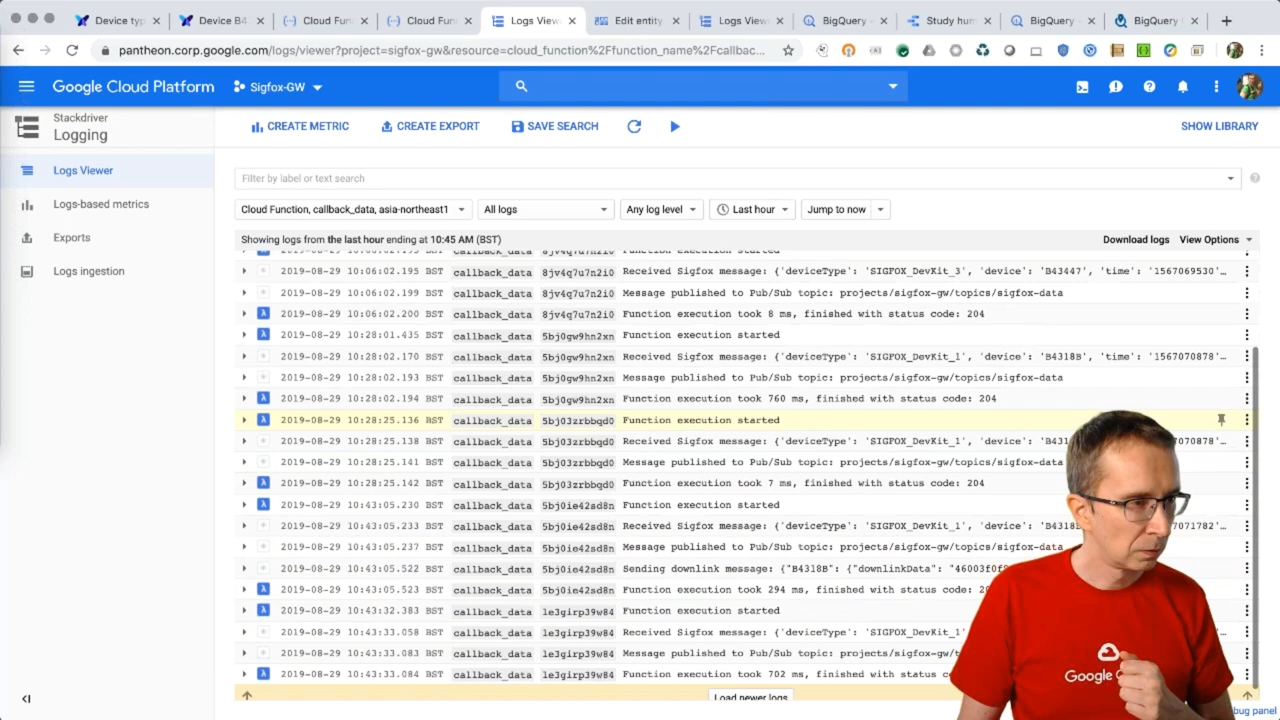 Device typ
Device B4
Cloud Fun
Cloud Fun
Logs View
Edit entity
Logs View
BigQuery -
Study hum
BigQuery -
BigQuery
pantheon.corp.google.com/logs/viewer?project=sigfox-gw&resource=cloud_function%2Ffunction_name%2Fcallbac...
Google Cloud Platform
Sigfox-GW
Stackdriver
Logging
CREATE METRIC
CREATE EXPORT
SAVE SEARCH
SHOW LIBRARY
Logs Viewer
Logs-based metrics
Exports
Logs ingestion
Filter by label or text search
Cloud Function, callback_data, asia-northeast1
All logs
Any log level
Last hour
Jump to now
Showing logs from the last hour ending at 10:45 AM (BST)
Download logs
View Options
2019-08-29 10:06:02.195 BST callback_data 8jv4q7u7n2i0 Received Sigfox message: {'deviceType': 'SIGFOX_DevKit_3', 'device': 'B43447', 'time': '1567069530'…
2019-08-29 10:06:02.199 BST callback_data 8jv4q7u7n2i0 Message published to Pub/Sub topic: projects/sigfox-gw/topics/sigfox-data
2019-08-29 10:06:02.200 BST callback_data 8jv4q7u7n2i0 Function execution took 8 ms, finished with status code: 204
2019-08-29 10:28:01.435 BST callback_data 5bj0gw9hn2xn Function execution started
2019-08-29 10:28:02.170 BST callback_data 5bj0gw9hn2xn Received Sigfox message: {'deviceType': 'SIGFOX_DevKit_1', 'device': 'B4318B', 'time': '1567070878'…
2019-08-29 10:28:02.193 BST callback_data 5bj0gw9hn2xn Message published to Pub/Sub topic: projects/sigfox-gw/topics/sigfox-data
2019-08-29 10:28:02.194 BST callback_data 5bj0gw9hn2xn Function execution took 760 ms, finished with status code: 204
2019-08-29 10:28:25.136 BST callback_data 5bj03zrbbqd0 Function execution started
2019-08-29 10:28:25.138 BST callback_data 5bj03zrbbqd0 Received Sigfox message: {'deviceType': 'SIGFOX_DevKit_1', 'device': 'B431 7070878'…
2019-08-29 10:28:25.141 BST callback_data 5bj03zrbbqd0 Message published to Pub/Sub topic: projects/sigfox-gw/topics/sigfox-data
2019-08-29 10:28:25.142 BST callback_data 5bj03zrbbqd0 Function execution took 7 ms, finished with status code: 204
2019-08-29 10:43:05.230 BST callback_data 5bj0ie42sd8n Function execution started
2019-08-29 10:43:05.233 BST callback_data 5bj0ie42sd8n Received Sigfox message: {'deviceType': 'SIGFOX_DevKit_1', 'device': 'B4318B 7071782'…
2019-08-29 10:43:05.237 BST callback_data 5bj0ie42sd8n Message published to Pub/Sub topic: projects/sigfox-gw/topics/sigfox-data
2019-08-29 10:43:05.522 BST callback_data 5bj0ie42sd8n Sending downlink message: {"B4318B": {"downlinkData": "46003f0f
2019-08-29 10:43:05.523 BST callback_data 5bj0ie42sd8n Function execution took 294 ms, finished with status code: 20
2019-08-29 10:43:32.383 BST callback_data le3girp39w84 Function execution started
2019-08-29 10:43:33.058 BST callback_data le3girp39w84 Received Sigfox message: {'deviceType': 'SIGFOX_DevKit_1'
2019-08-29 10:43:33.083 BST callback_data le3girp39w84 Message published to Pub/Sub topic: projects/sigfox-gw/t
2019-08-29 10:43:33.084 BST callback_data le3girp39w84 Function execution took 702 ms, finished with status c
Load newer logs
Google C
bug panel